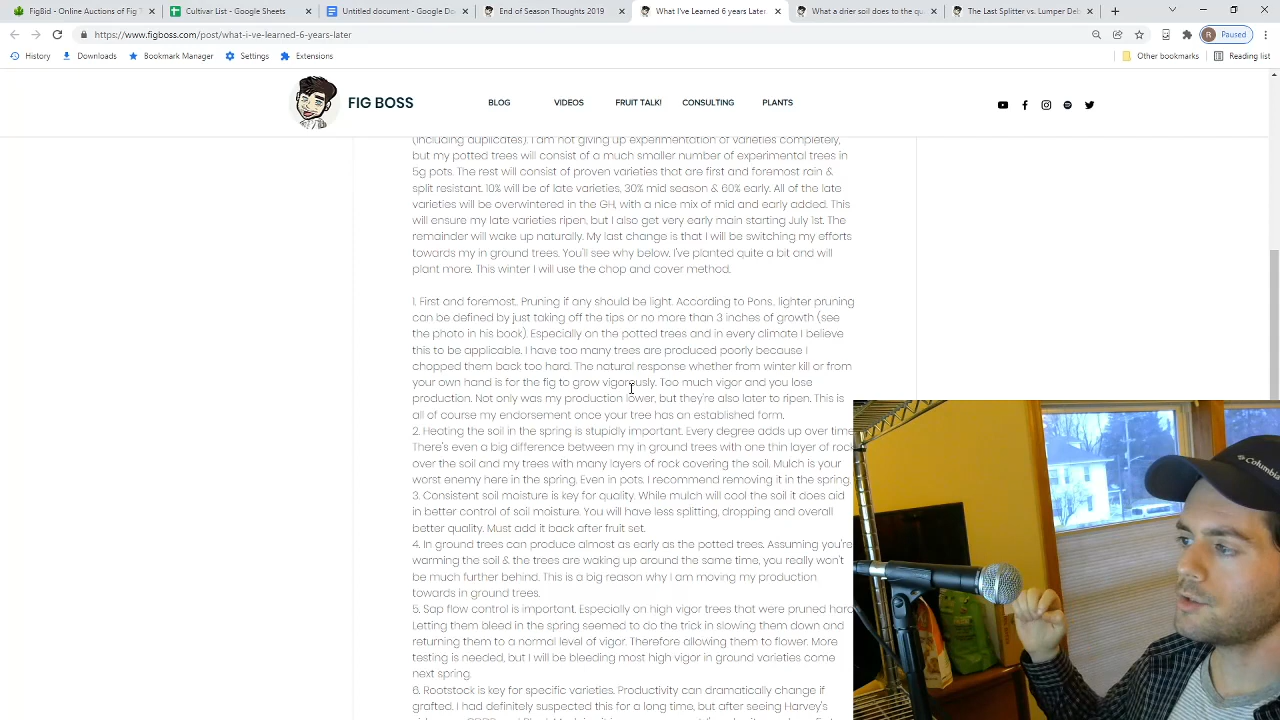 FigBid - Online Auctions of Fig T
Cultivar List - Google Sheets
Untitled document - Google Do
End of Season Thoughts 2019
What I've Learned 6 years Later
What a drier soil does to the qu
The Last Splitter vs. Lumper Deb
https://www.figboss.com/post/what-i-ve-learned-6-years-later
R Paused
History Downloads Bookmark Manager Settings Extensions Other bookmarks Reading list
FIG BOSS BLOG VIDEOS FRUIT TALK! CONSULTING PLANTS
(including duplicates). I am not giving up experimentation of varieties completely,
but my potted trees will consist of a much smaller number of experimental trees in
5g pots. The rest will consist of proven varieties that are first and foremost rain &
split resistant. 10% will be of late varieties, 30% mid season & 60% early. All of the
late varieties will be overwintered in the GH, with a nice mix of mid and early added. This
will ensure my late varieties ripen, but I also get very early main starting July 1st. The
remainder will wake up naturally. My last change is that I will be switching my efforts
towards my in ground trees. You'll see why below. I've planted quite a bit and will
plant more. This winter I will use the chop and cover method.
1. First and foremost.. Pruning if any should be light. According to Pons.. lighter pruning
can be defined by just taking off the tips or no more than 3 inches of growth (see
the photo in his book). Especially on the potted trees and in every climate I believe
this to be applicable. I have too many trees are produced poorly because I
chopped them back too hard. The natural response whether from winter kill or from
your own hand is for the fig to grow vigorously. Too much vigor and you lose
production. Not only was my production lower, but they're also later to ripen. This is
all of course my endorsement once your tree has an established form.
2. Heating the soil in the spring is stupidly important. Every degree adds up over time
There's even a big difference between my in ground trees with one thin layer of rock
over the soil and my trees with many layers of rock covering the soil. Mulch is your
worst enemy here in the spring. Even in pots. I recommend removing it in the spring.
3. Consistent soil moisture is key for quality. While mulch will cool the soil it does aid
in better control of soil moisture. You will have less splitting, dropping and overall
better quality. Must add it back after fruit set.
4. In ground trees can produce almost as early as the potted trees. Assuming you're
warming the soil & the trees are waking up around the same time, you really won't
be much further behind. This is a big reason why I am moving my production
towards in ground trees.
5. Sap flow control is important. Especially on high vigor trees that were pruned hard
Letting them bleed in the spring seemed to do the trick in slowing them down and
returning them to a normal level of vigor. Therefore allowing them to flower. More
testing is needed, but I will be bleeding most high vigor in ground varieties come
next spring.
6. Rootstock is key for specific varieties. Productivity can dramatically change if
grafted. I had definitely suspected this for a long time, but after seeing Harvey's
Columbia